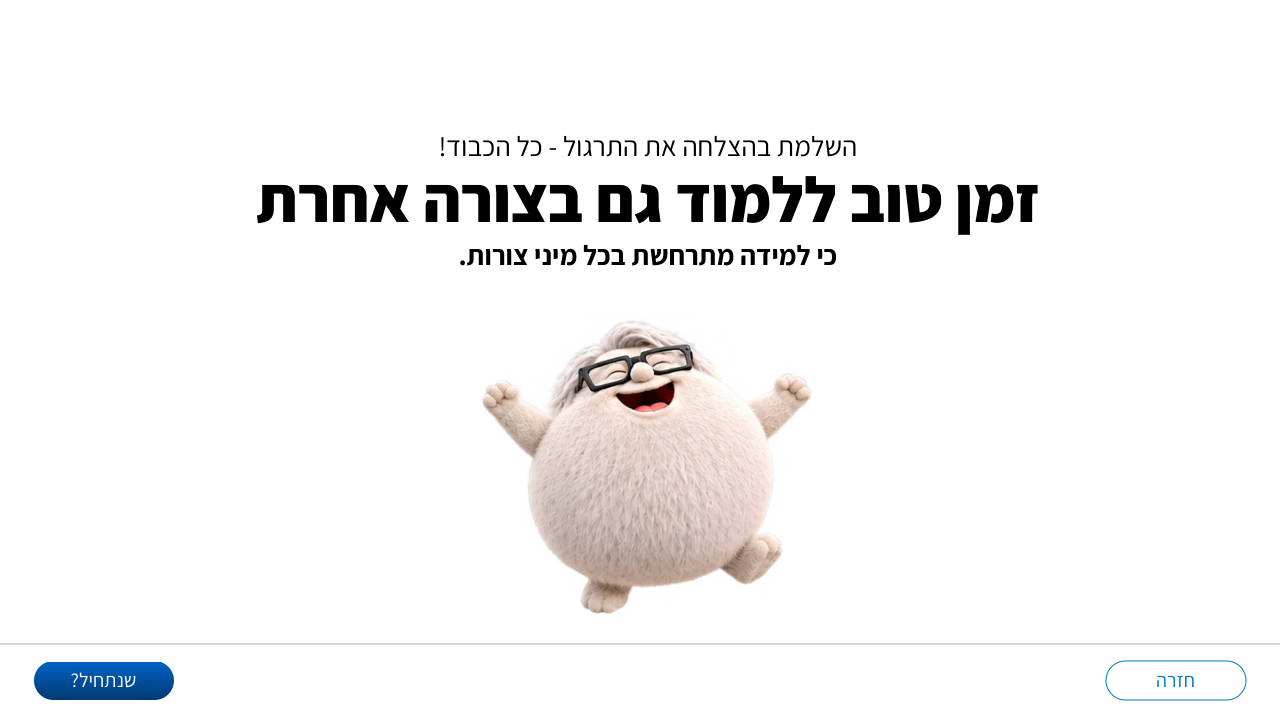 השלמת בהצלחה את התרגול - כל הכבוד!
זמן טוב ללמוד גם בצורה אחרת
כי למידה מתרחשת בכל מיני צורות.
חזרה
שנתחיל?